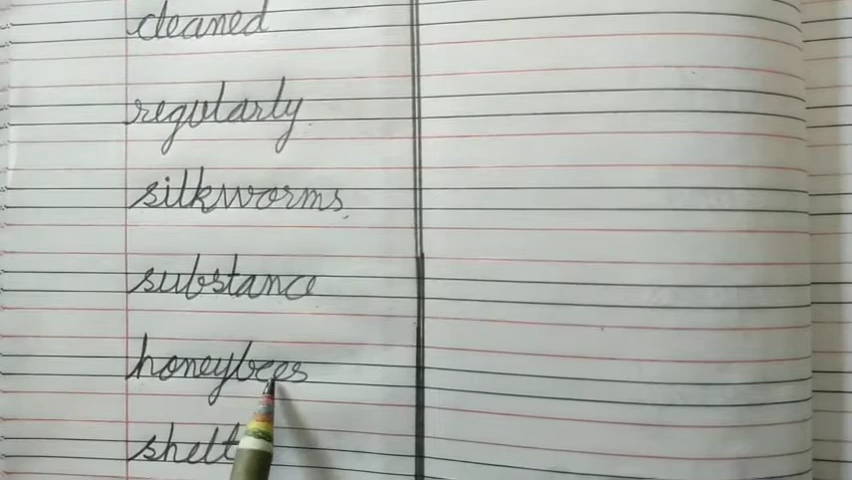 cleaned
regularly
silkworms
substance
honeybees